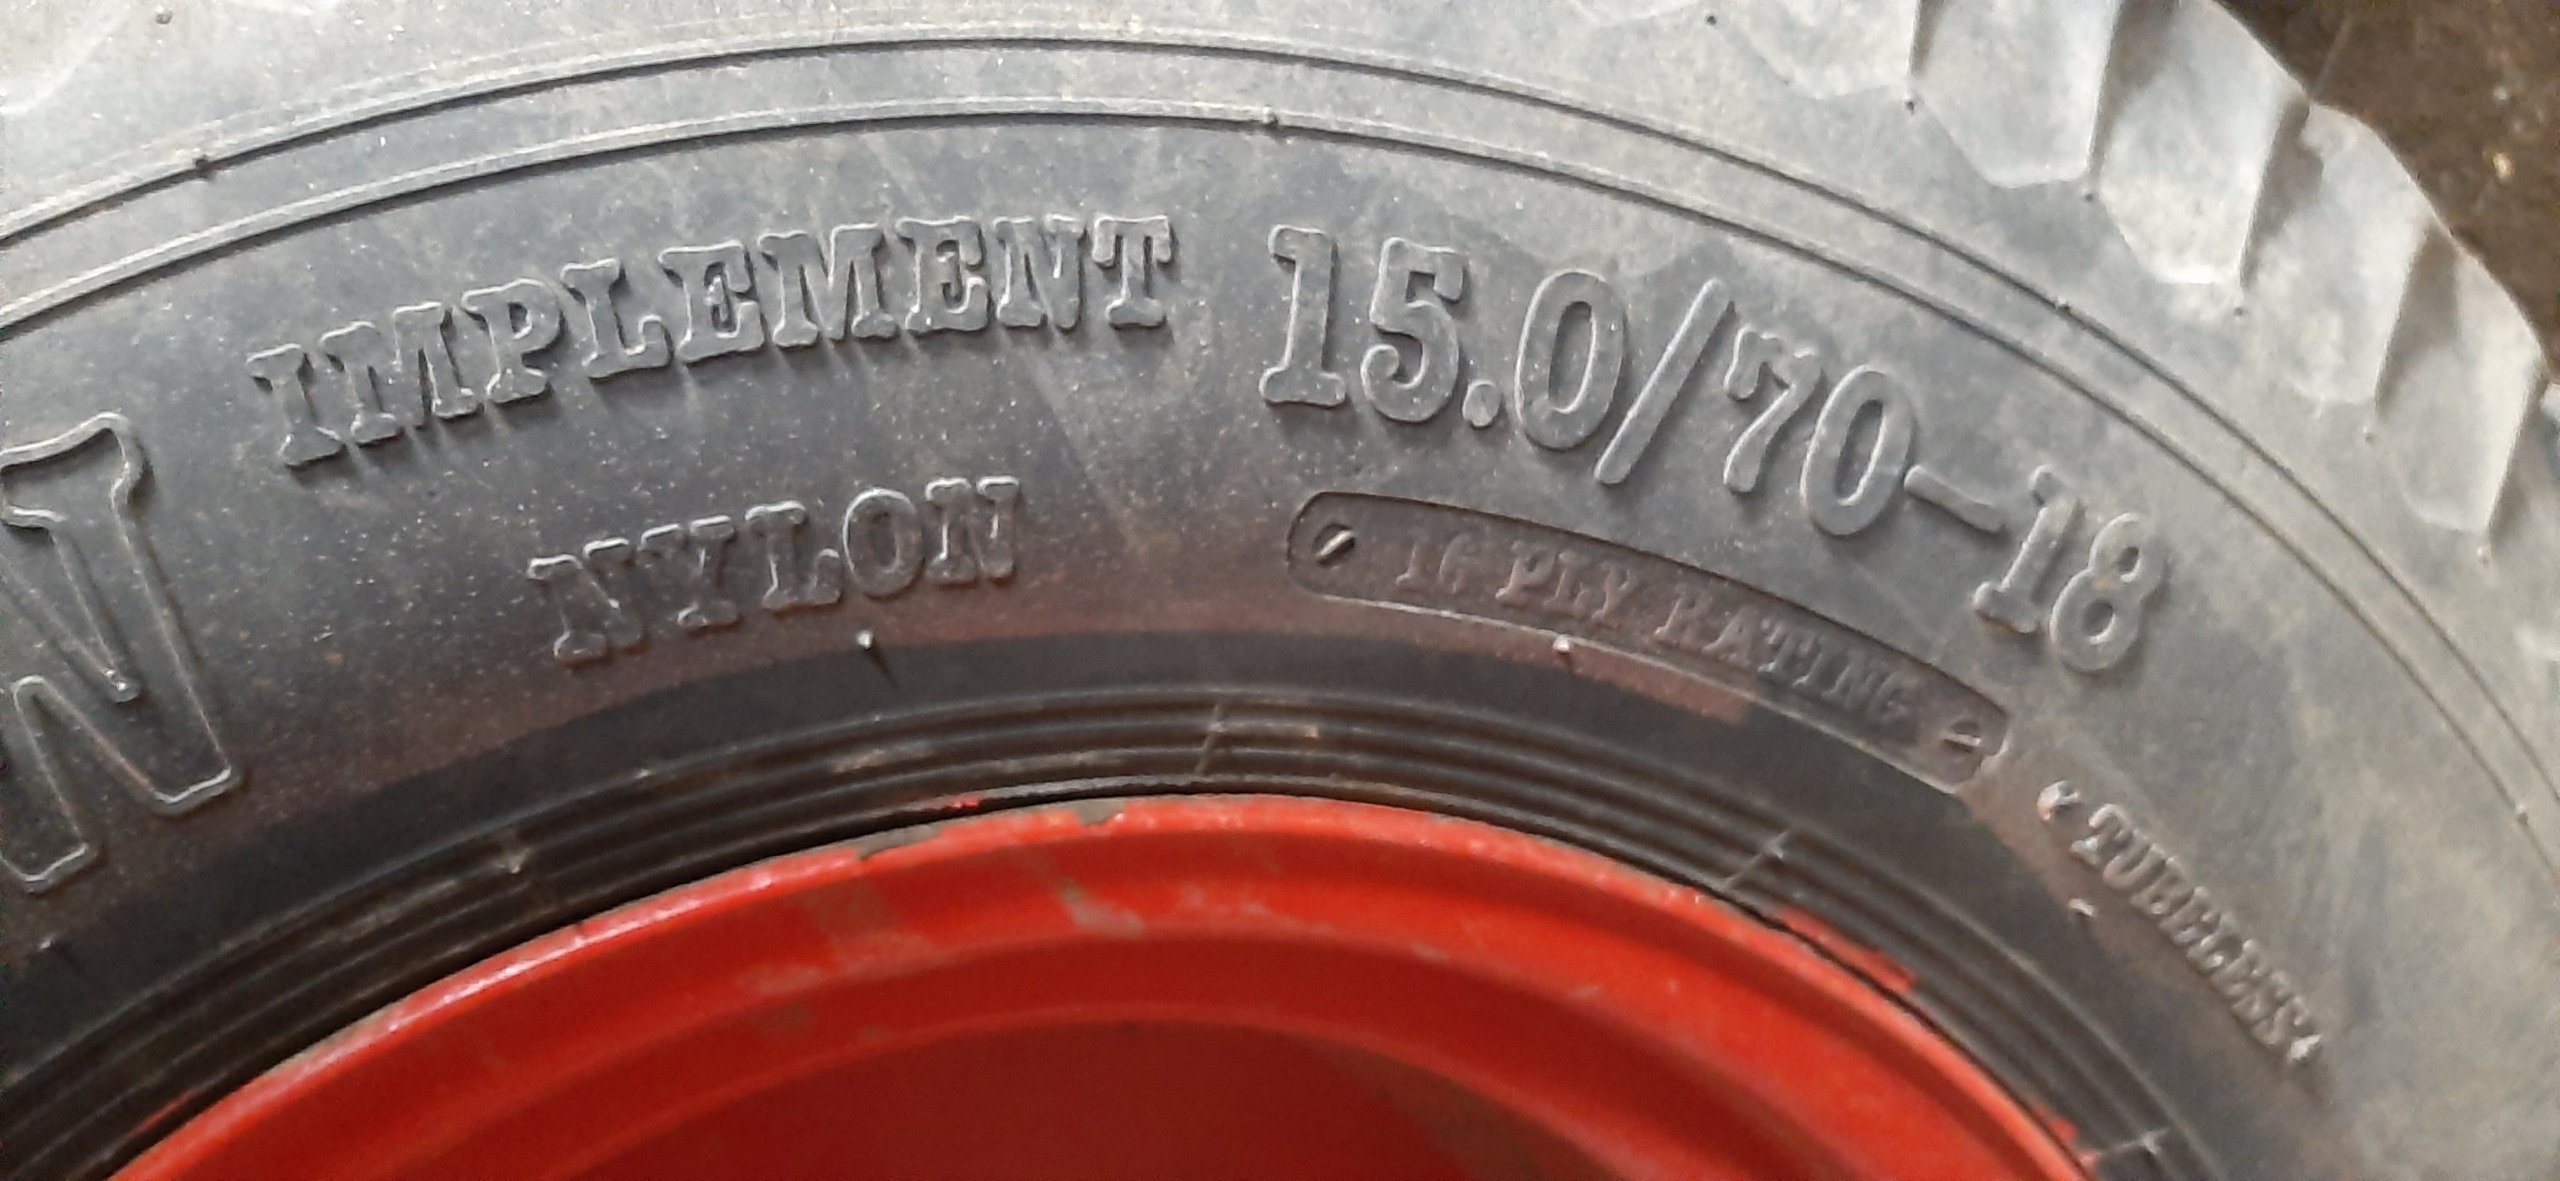 IMPLEMENT 15.0/70-18
NYLON
16 PLY RATING
TUBELESS